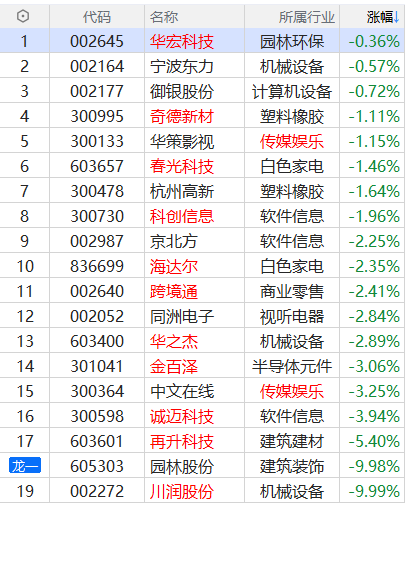 代码 名称 所属行业 涨幅↓
1 002645 华宏科技 园林环保 -0.36%
2 002164 宁波东力 机械设备 -0.57%
3 002177 御银股份 计算机设备 -0.72%
4 300995 奇德新材 塑料橡胶 -1.11%
5 300133 华策影视 传媒娱乐 -1.15%
6 603657 春光科技 白色家电 -1.46%
7 300478 杭州高新 塑料橡胶 -1.64%
8 300730 科创信息 软件信息 -1.96%
9 002987 京北方 软件信息 -2.25%
10 836699 海达尔 白色家电 -2.35%
11 002640 跨境通 商业零售 -2.41%
12 002052 同洲电子 视听电器 -2.84%
13 603400 华之杰 机械设备 -2.89%
14 301041 金百泽 半导体元件 -3.06%
15 300364 中文在线 传媒娱乐 -3.25%
16 300598 诚迈科技 软件信息 -3.94%
17 603601 再升科技 建筑建材 -5.40%
龙一 605303 园林股份 建筑装饰 -9.98%
19 002272 川润股份 机械设备 -9.99%